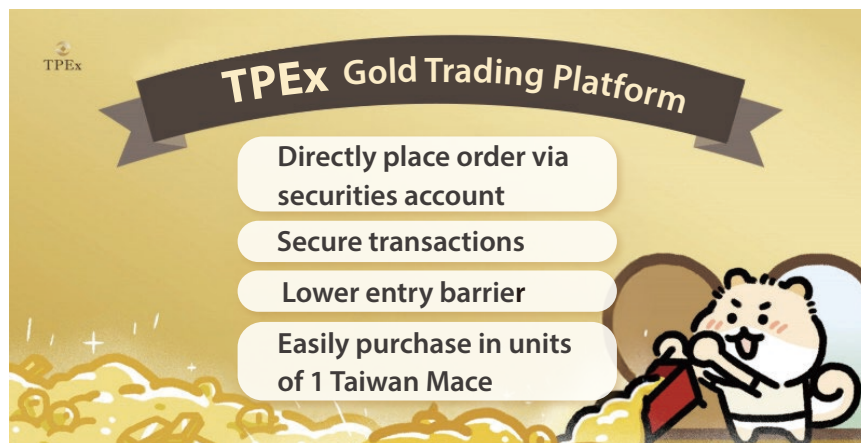 TPEx
TPEx Gold Trading Platform
Directly place order via
securities account
Secure transactions
Lower entry barrier
Easily purchase in units
of 1 Taiwan Mace